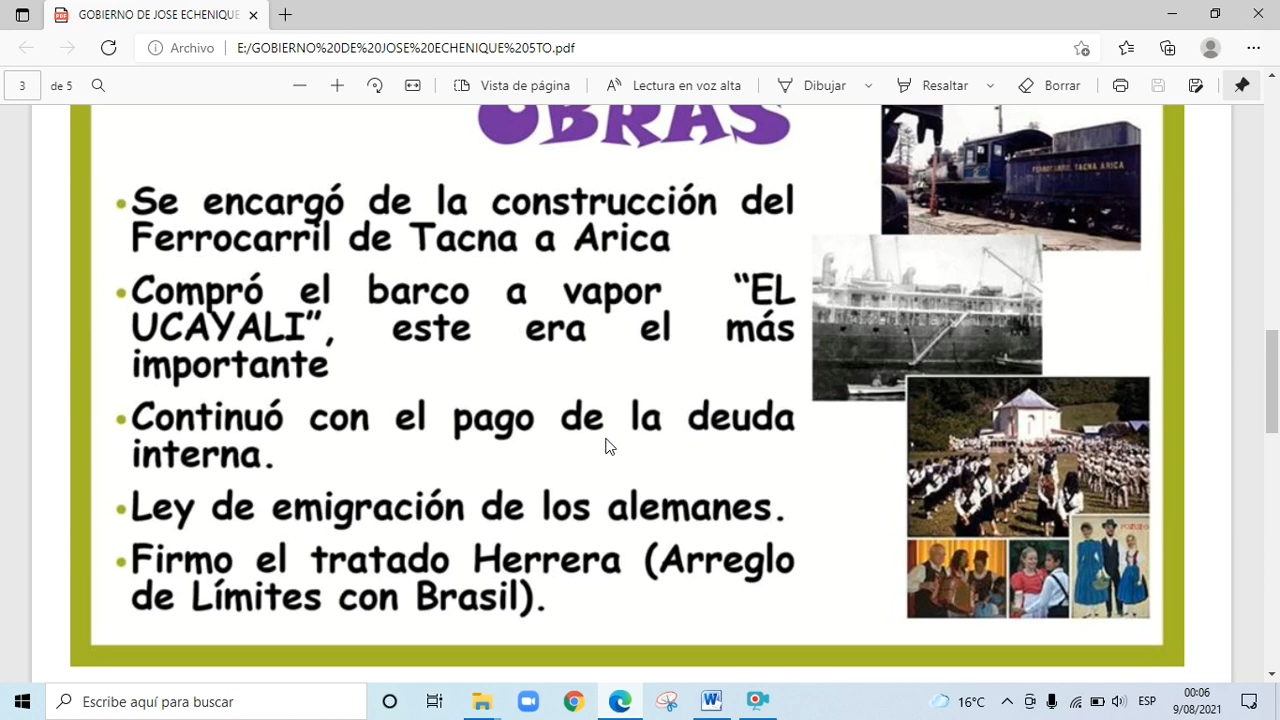 GOBIERNO DE JOSE ECHENIQUE
Archivo
E:/GOBIERNO%20DE%20JOSE%20ECHENIQUE%205TO.pdf
3 de 5
Vista de página
Lectura en voz alta
Dibujar
Resaltar
Borrar
OBRAS
FERROCARRIL TACNA ARICA
•Se encargó de la construcción del
Ferrocarril de Tacna a Arica
•Compró el barco a vapor “EL
UCAYALI”, este era el más
importante
•Continuó con el pago de la deuda
interna.
•Ley de emigración de los alemanes.
•Firmo el tratado Herrera (Arreglo
de Límites con Brasil).
POZUZO
Escribe aquí para buscar
16°C
ESP
00:06
9/08/2021